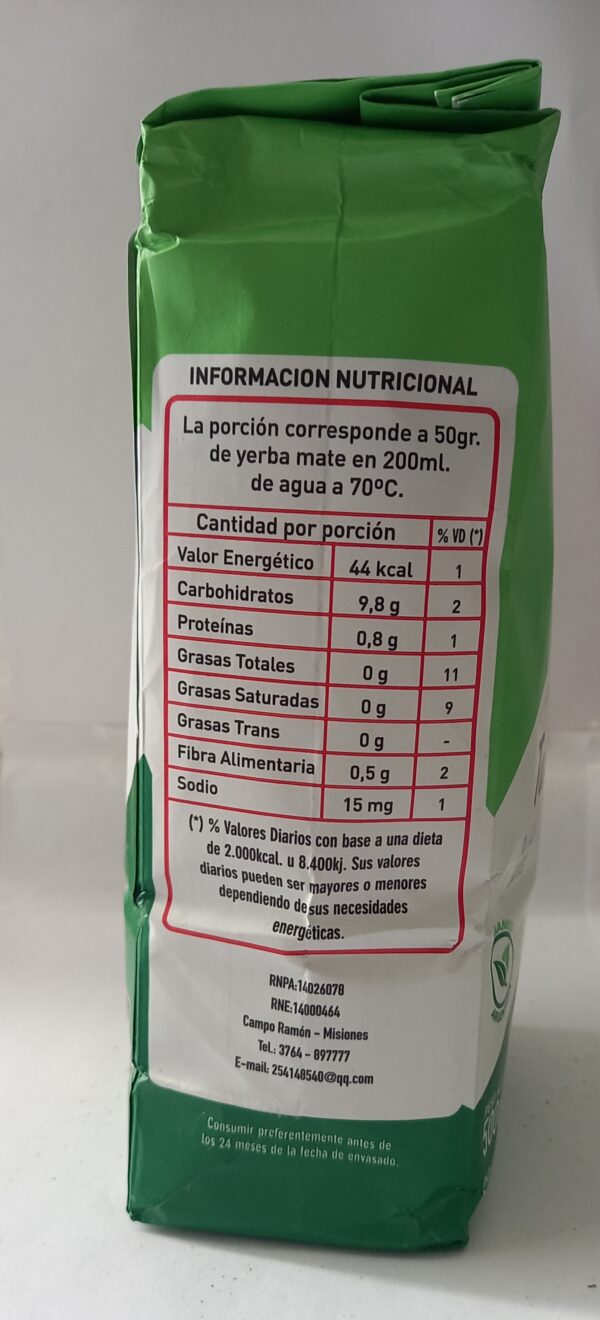 INFORMACION NUTRICIONAL
La porción corresponde a 50gr.
de yerba mate en 200ml.
de agua a 70ºC.
Cantidad por porción % VD (*)
Valor Energético 44 kcal 1
Carbohidratos 9,8 g 2
Proteínas 0,8 g 1
Grasas Totales 0 g 11
Grasas Saturadas 0 g 9
Grasas Trans 0 g -
Fibra Alimentaria 0,5 g 2
Sodio 15 mg 1
(*) % Valores Diarios con base a una dieta
de 2.000kcal. u 8.400kj. Sus valores
diarios pueden ser mayores o menores
dependiendo de sus necesidades
energéticas.
RNPA:14026078
RNE:14000464
Campo Ramón - Misiones
Tel.: 3764 - 897777
E-mail: 254148540@qq.com
Consumir preferentemente antes de
los 24 meses de la fecha de envasado.
500